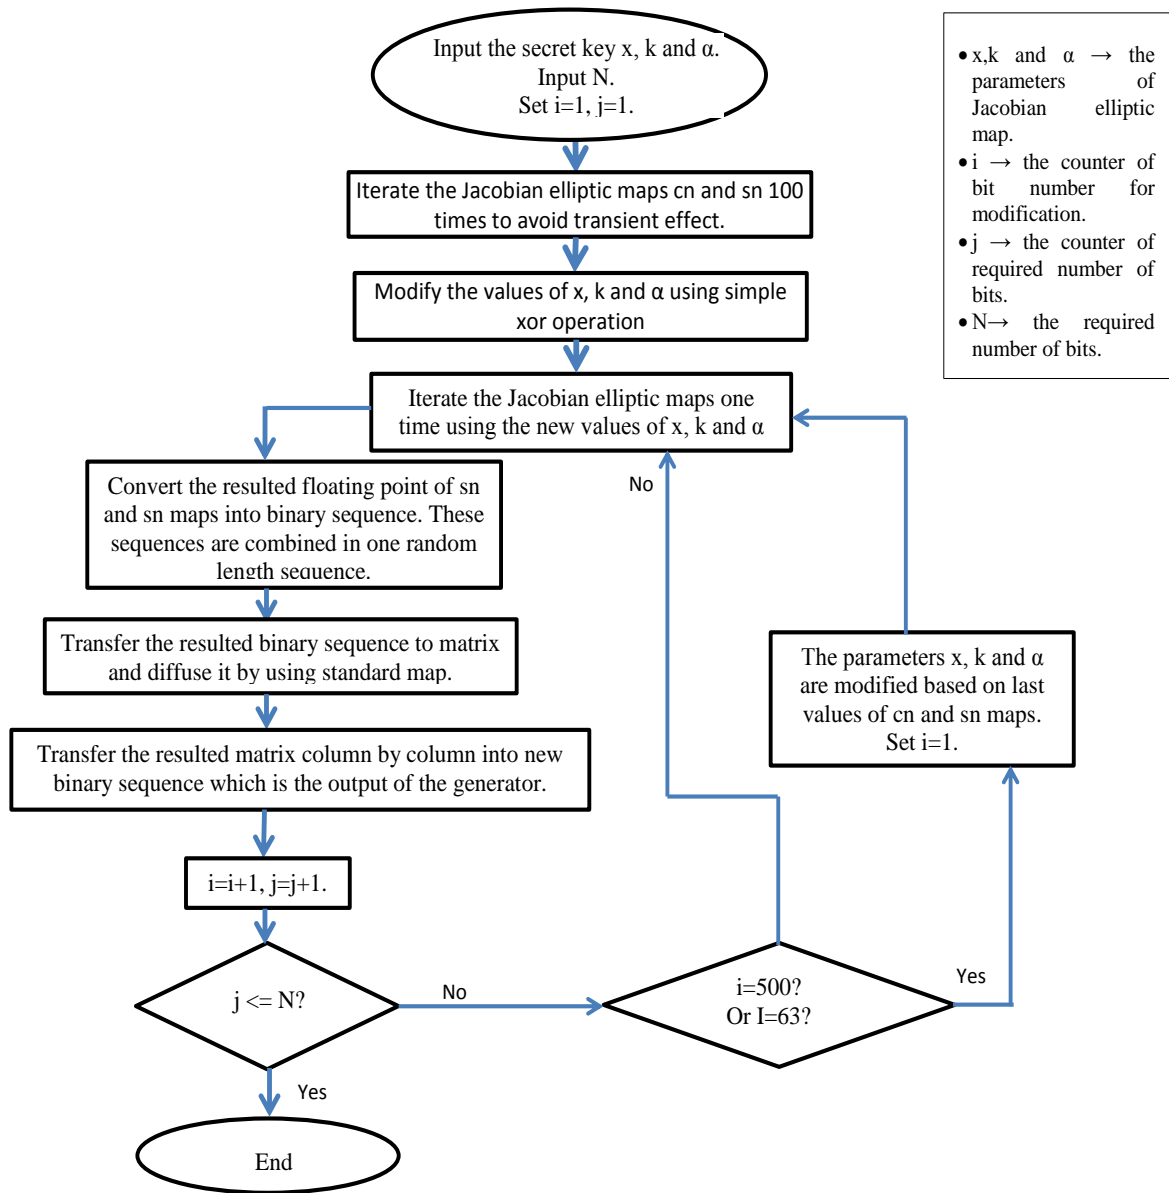 Input the secret key x, k and α.
Input N.
Set i=1, j=1.
Iterate the Jacobian elliptic maps cn and sn 100
times to avoid transient effect.
Modify the values of x, k and α using simple
xor operation
Iterate the Jacobian elliptic maps one
time using the new values of x, k and α
Convert the resulted floating point of sn
and sn maps into binary sequence. These
sequences are combined in one random
length sequence.
Transfer the resulted binary sequence to matrix
and diffuse it by using standard map.
Transfer the resulted matrix column by column into new
binary sequence which is the output of the generator.
i=i+1, j=j+1.
j <= N?
No
Yes
End
i=500?
Or I=63?
No
Yes
The parameters x, k and α
are modified based on last
values of cn and sn maps.
Set i=1.
• x,k and α → the
parameters of
Jacobian elliptic
map.
• i → the counter of
bit number for
modification.
• j → the counter of
required number of
bits.
• N→ the required
number of bits.